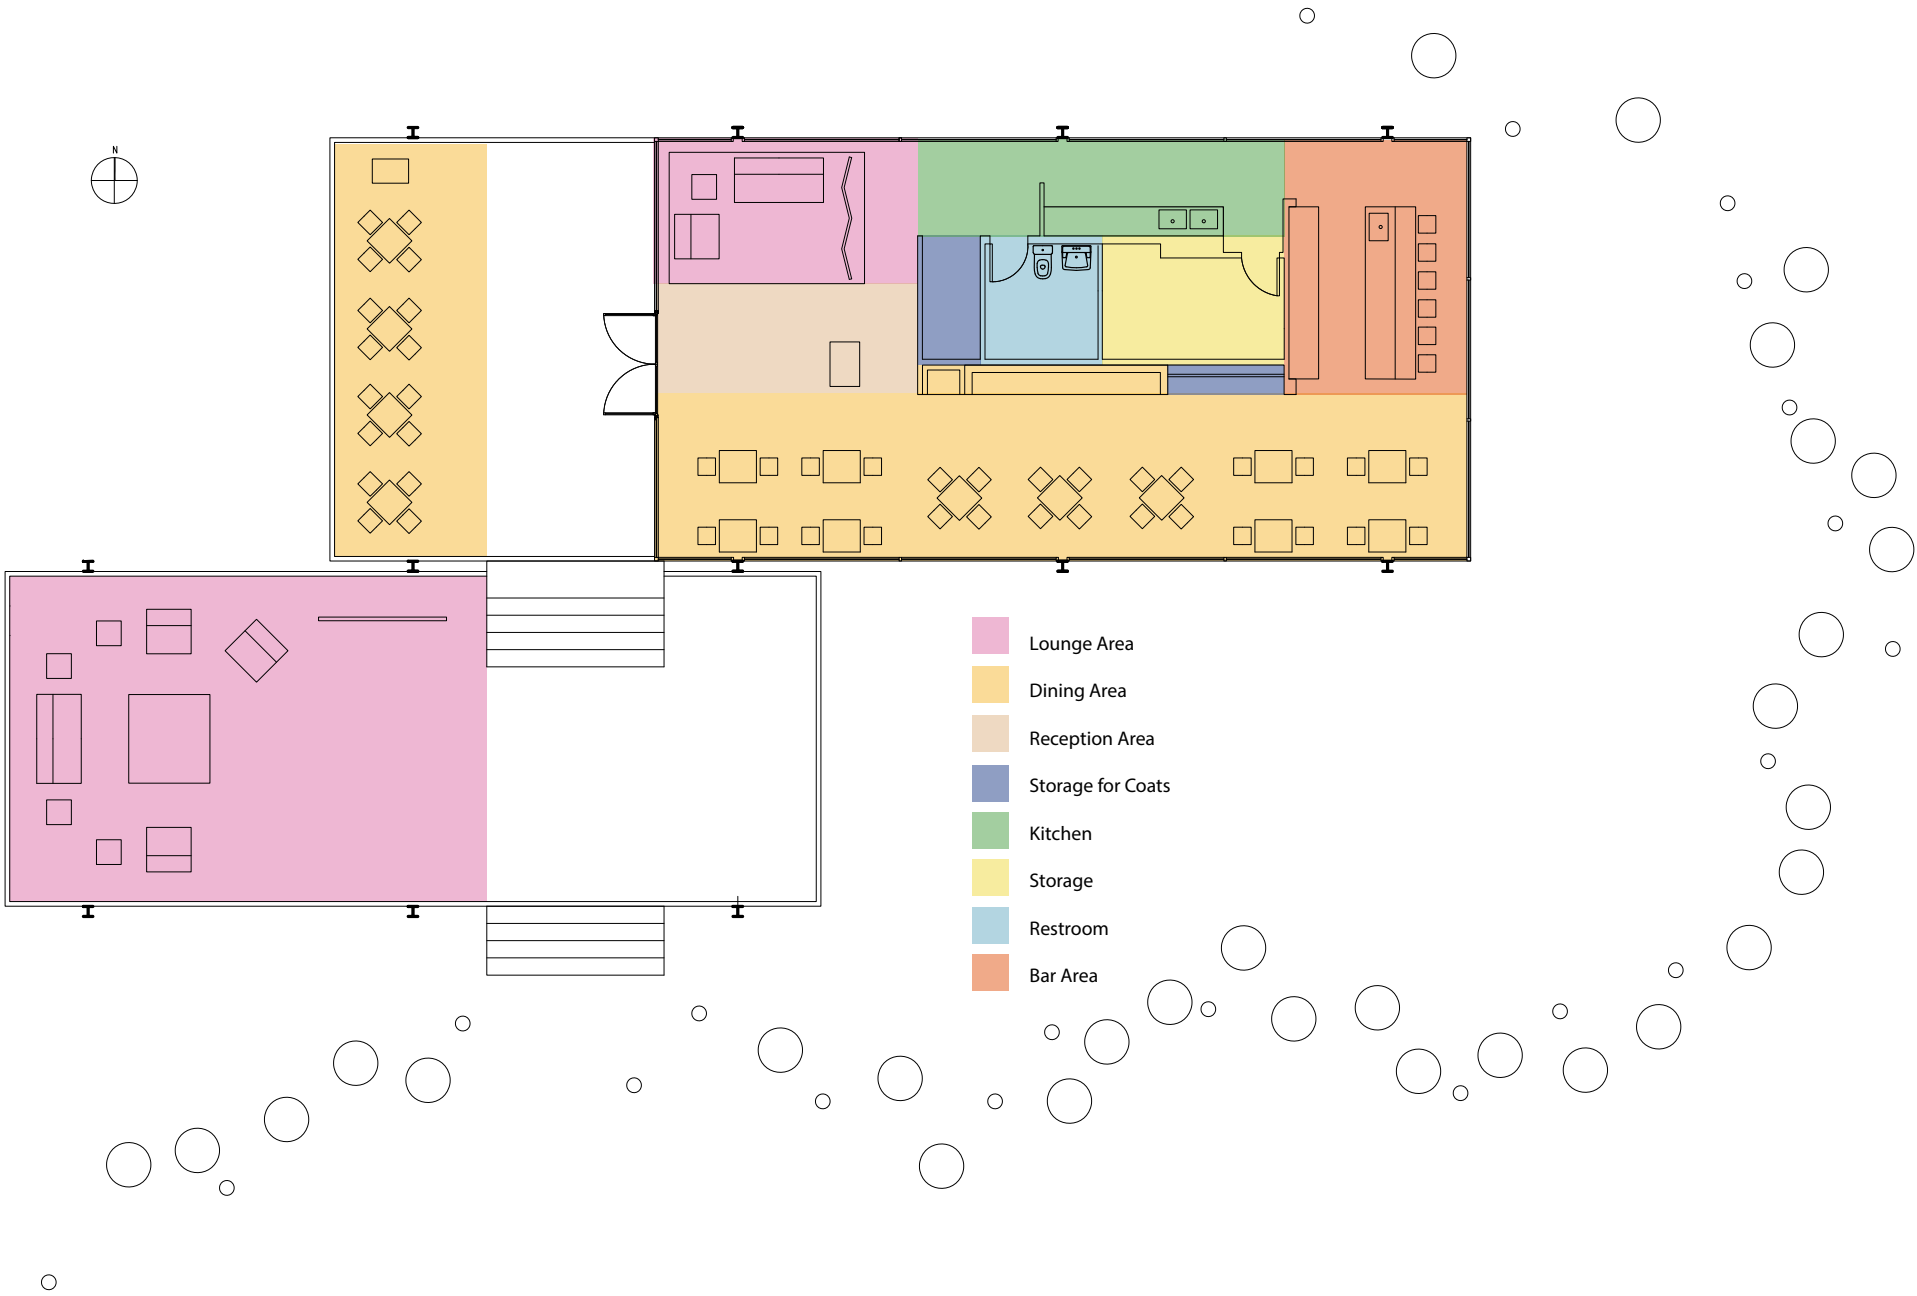 N
Lounge Area
Dining Area
Reception Area
Storage for Coats
Kitchen
Storage
Restroom
Bar Area